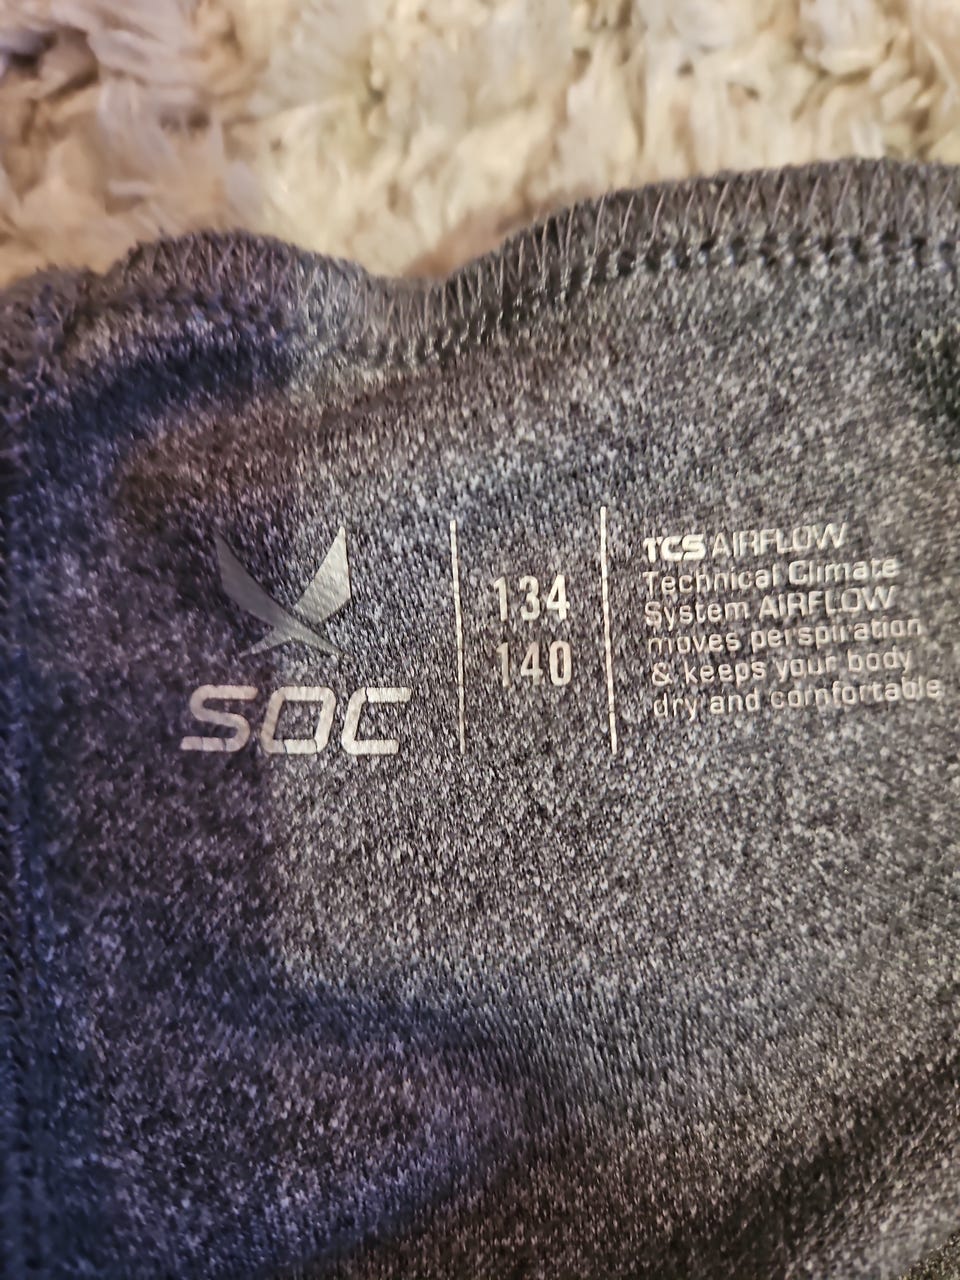 SOC
134
140
TCS AIRFLOW
Technical Climate
System AIRFLOW
moves perspiration
& keeps your body
dry and comfortable